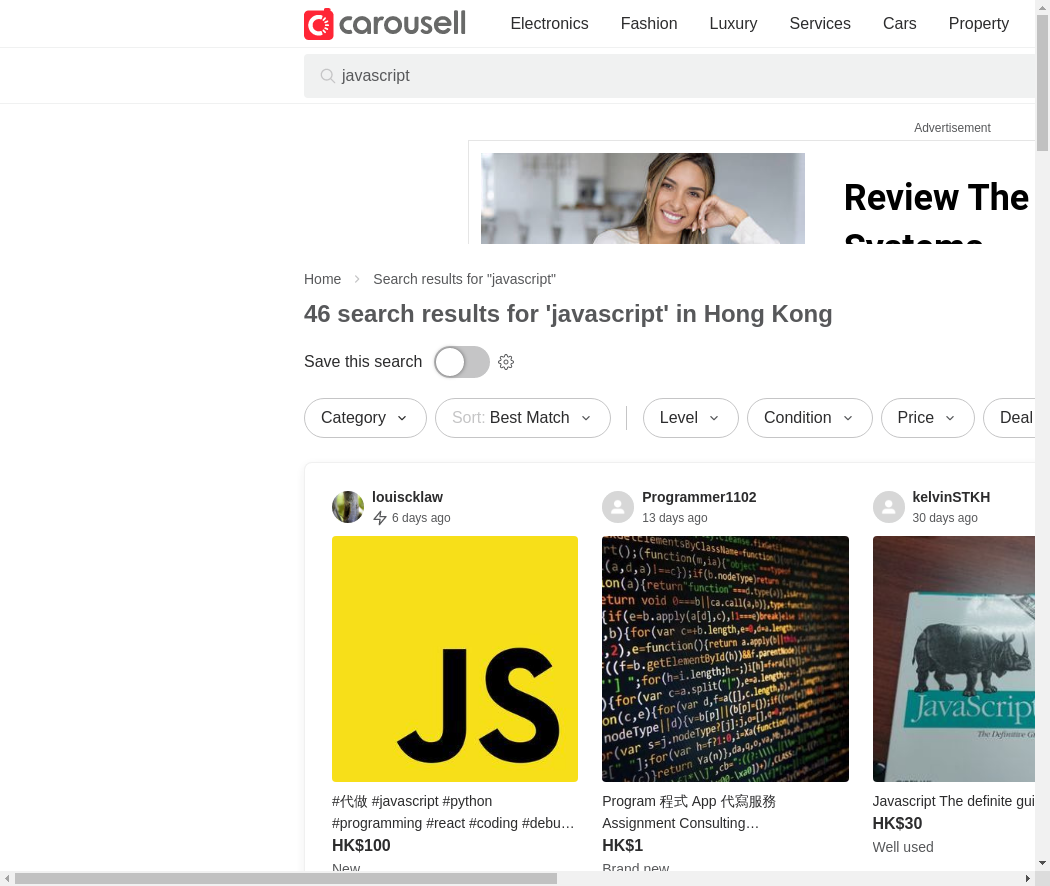 carousell
Electronics
Fashion
Luxury
Services
Cars
Property
javascript
Advertisement
Review The
Systems
Home
Search results for "javascript"
46 search results for 'javascript' in Hong Kong
Save this search
Category
Sort: Best Match
Level
Condition
Price
Deal
louiscklaw
6 days ago
JS
#代做 #javascript #python
#programming #react #coding #debu…
HK$100
New
Programmer1102
13 days ago
Program 程式 App 代寫服務
Assignment Consulting…
HK$1
Brand new
kelvinSTKH
30 days ago
JavaScript
The Definitive
Javascript The definite gui
HK$30
Well used